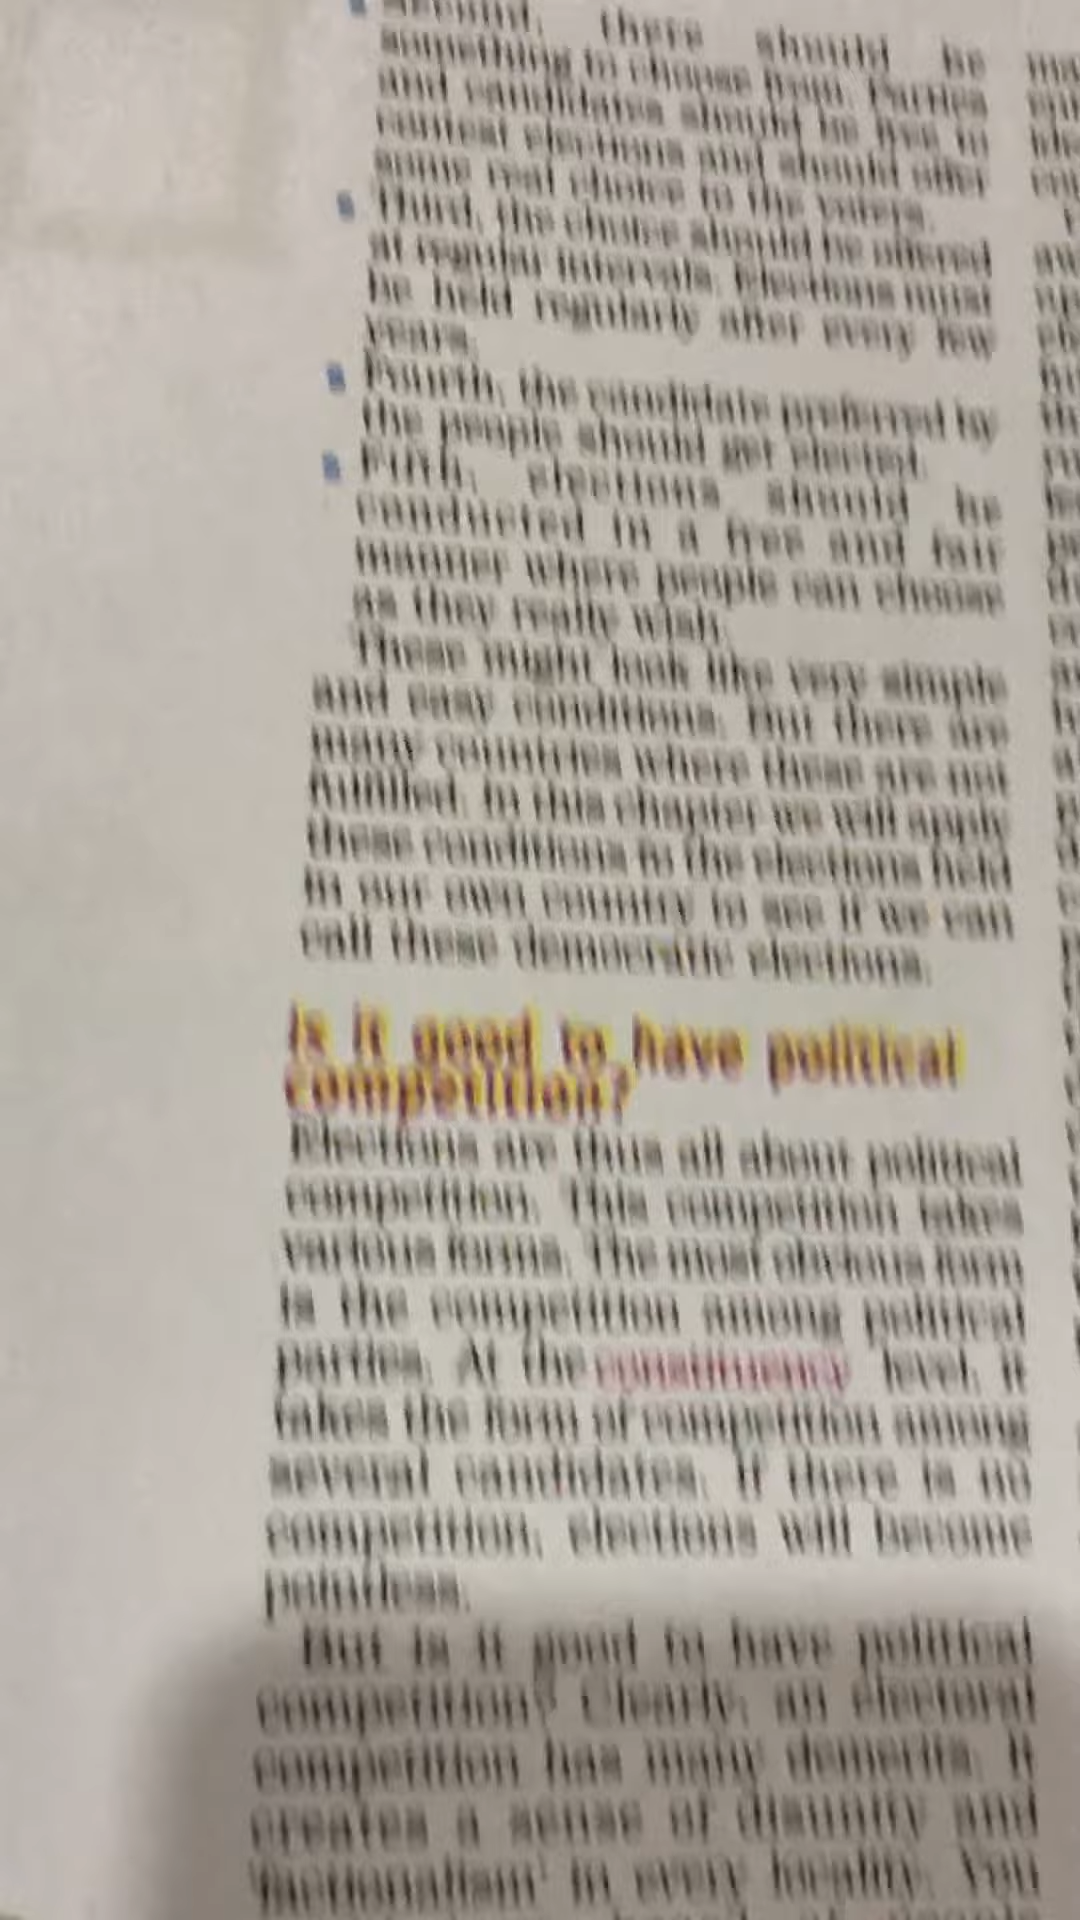 Second, there should be
something to choose from. Parties
and candidates should be free to
contest elections and should offer
some real choice to the voters.
Third, the choice should be offered
at regular intervals. Elections must
be held regularly after every few
years.
Fourth, the candidate preferred by
the people should get elected.
Fifth, elections should be
conducted in a free and fair
manner where people can choose
as they really wish.
These might look like very simple
and easy conditions. But there are
many countries where these are not
fulfilled. In this chapter we will apply
these conditions to the elections held
in our own country to see if we can
call these democratic elections.
Is it good to have political
competition?
Elections are thus all about political
competition. This competition takes
various forms. The most obvious form
is the competition among political
parties. At the constituency level, it
takes the form of competition among
several candidates. If there is no
competition, elections will become
pointless.
But is it good to have political
competition? Clearly, an electoral
competition has many demerits. It
creates a sense of disunity and
'factionalism' in every locality. You